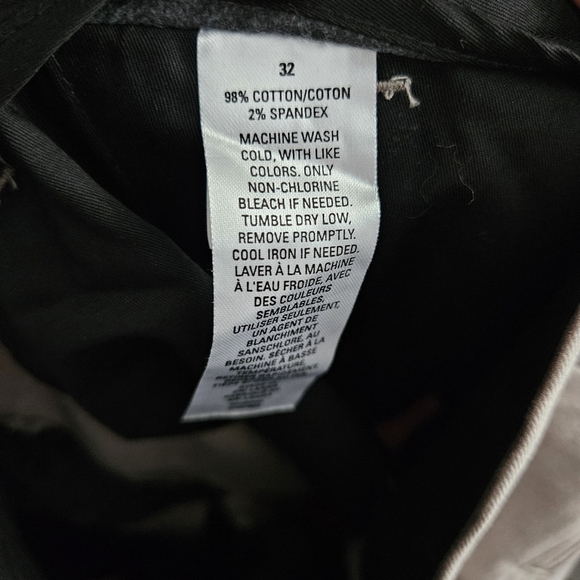 32
98% COTTON/COTON
2% SPANDEX
MACHINE WASH
COLD, WITH LIKE
COLORS. ONLY
NON-CHLORINE
BLEACH IF NEEDED.
TUMBLE DRY LOW,
REMOVE PROMPTLY.
COOL IRON IF NEEDED.
LAVER À LA MACHINE
À L'EAU FROIDE, AVEC
DES COULEURS
SEMBLABLES,
UTILISER SEULEMENT,
UN AGENT DE
BLANCHIMENT
SANSCHLORE, AU
BESOIN. SÉCHER À LA
MACHINE À BASSE
TEMPÉRATURE,